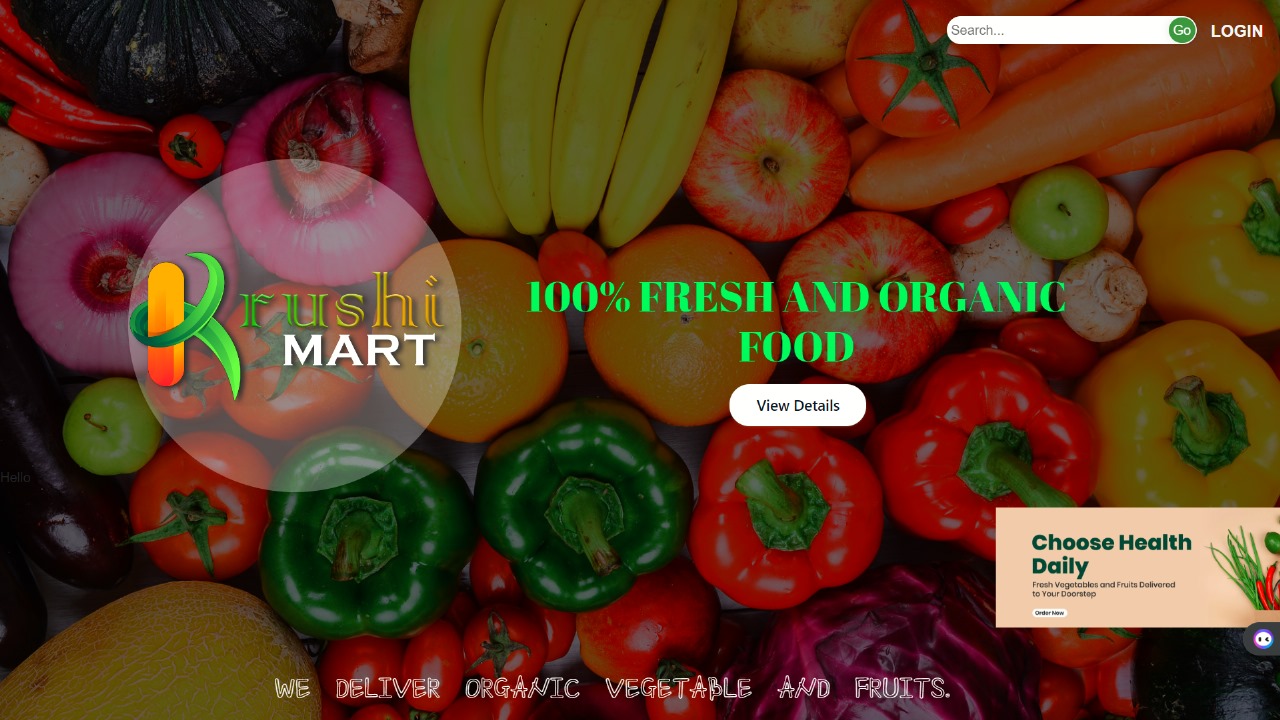 Search...
Go
LOGIN
Krushi
MART
100% FRESH AND ORGANIC
FOOD
View Details
Hello
Choose Health
Daily
Fresh Vegetables and Fruits Delivered
to Your Doorstep
Order Now
WE DELIVER ORGANIC VEGETABLE AND FRUITS.